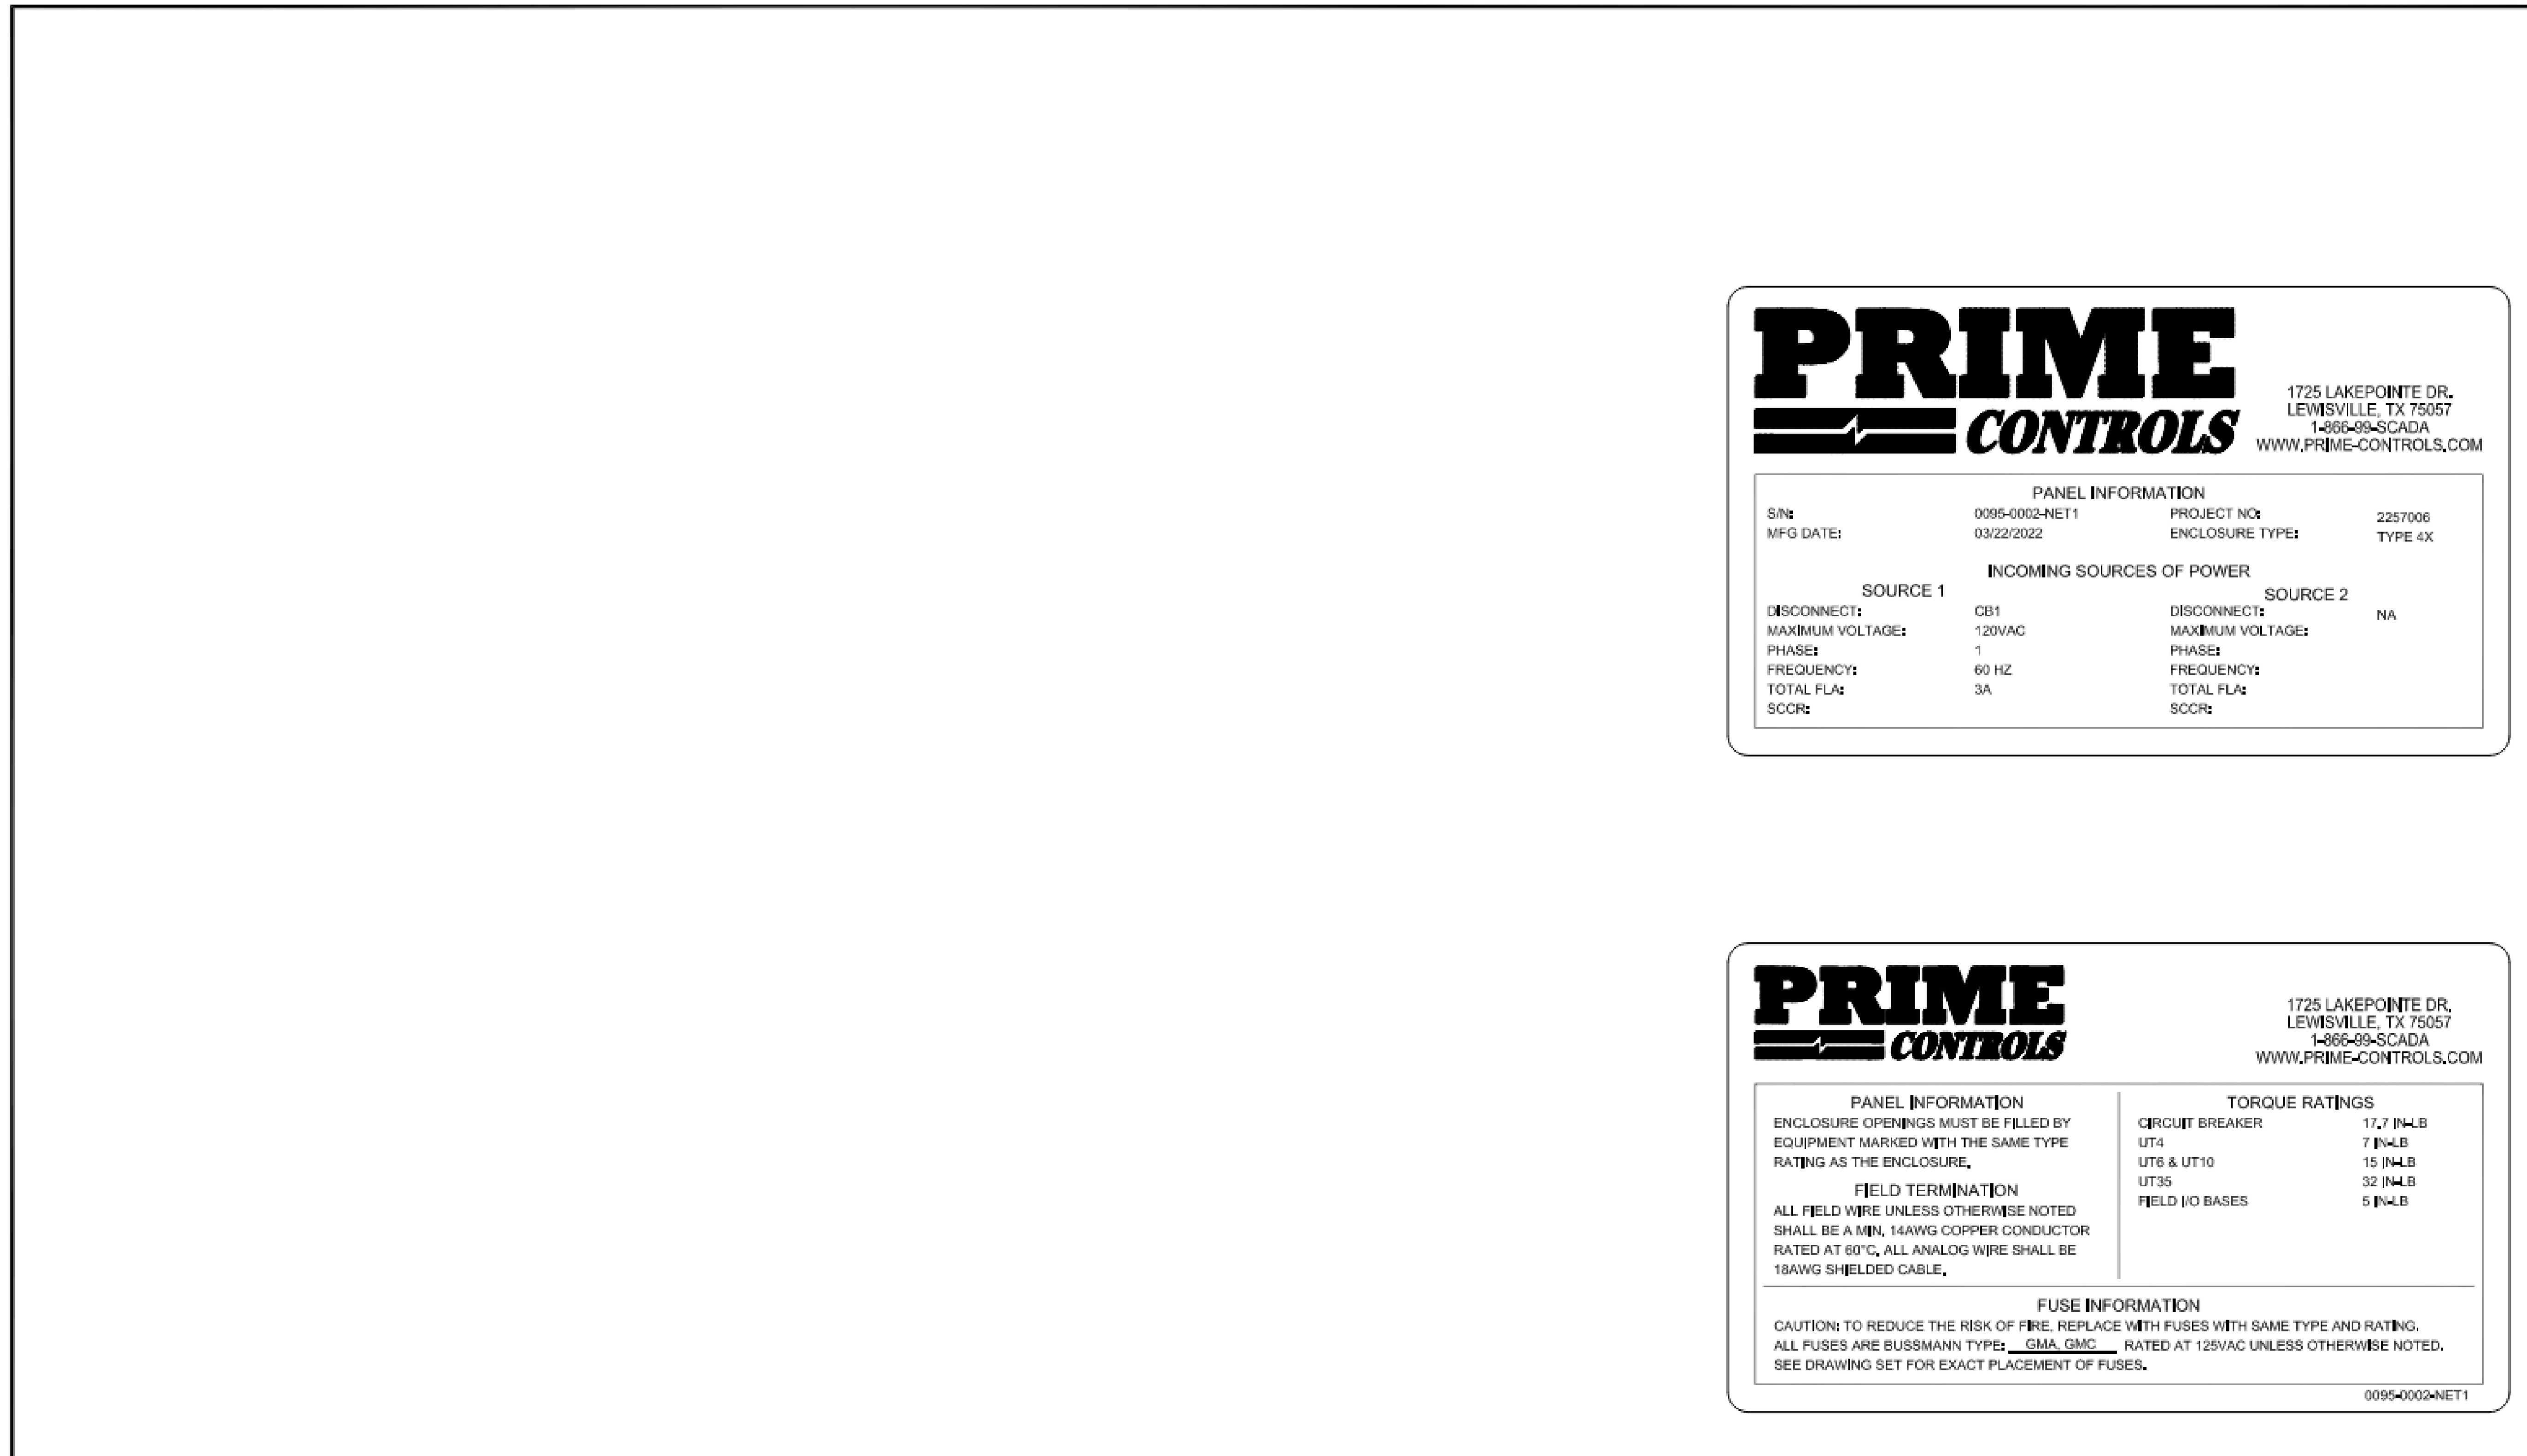 PRIME
CONTROLS
1725 LAKEPOINTE DR.
LEWISVILLE, TX 75057
1-866-99-SCADA
WWW.PRIME-CONTROLS.COM
PANEL INFORMATION
S/N: 0095-0002-NET1 PROJECT NO: 2257006
MFG DATE: 03/22/2022 ENCLOSURE TYPE: TYPE 4X
INCOMING SOURCES OF POWER
SOURCE 1 SOURCE 2
DISCONNECT: CB1 DISCONNECT: NA
MAXIMUM VOLTAGE: 120VAC MAXIMUM VOLTAGE:
PHASE: 1 PHASE:
FREQUENCY: 60 HZ FREQUENCY:
TOTAL FLA: 3A TOTAL FLA:
SCCR: SCCR:
PRIME
CONTROLS
1725 LAKEPOINTE DR.
LEWISVILLE, TX 75057
1-866-99-SCADA
WWW.PRIME-CONTROLS.COM
PANEL INFORMATION
ENCLOSURE OPENINGS MUST BE FILLED BY
EQUIPMENT MARKED WITH THE SAME TYPE
RATING AS THE ENCLOSURE.
FIELD TERMINATION
ALL FIELD WIRE UNLESS OTHERWISE NOTED
SHALL BE A MIN. 14AWG COPPER CONDUCTOR
RATED AT 60°C. ALL ANALOG WIRE SHALL BE
18AWG SHIELDED CABLE.
TORQUE RATINGS
CIRCUIT BREAKER 17.7 IN-LB
UT4 7 IN-LB
UT6 & UT10 15 IN-LB
UT35 32 IN-LB
FIELD I/O BASES 5 IN-LB
FUSE INFORMATION
CAUTION: TO REDUCE THE RISK OF FIRE, REPLACE WITH FUSES WITH SAME TYPE AND RATING.
ALL FUSES ARE BUSSMANN TYPE: GMA, GMC RATED AT 125VAC UNLESS OTHERWISE NOTED.
SEE DRAWING SET FOR EXACT PLACEMENT OF FUSES.
0095-0002-NET1